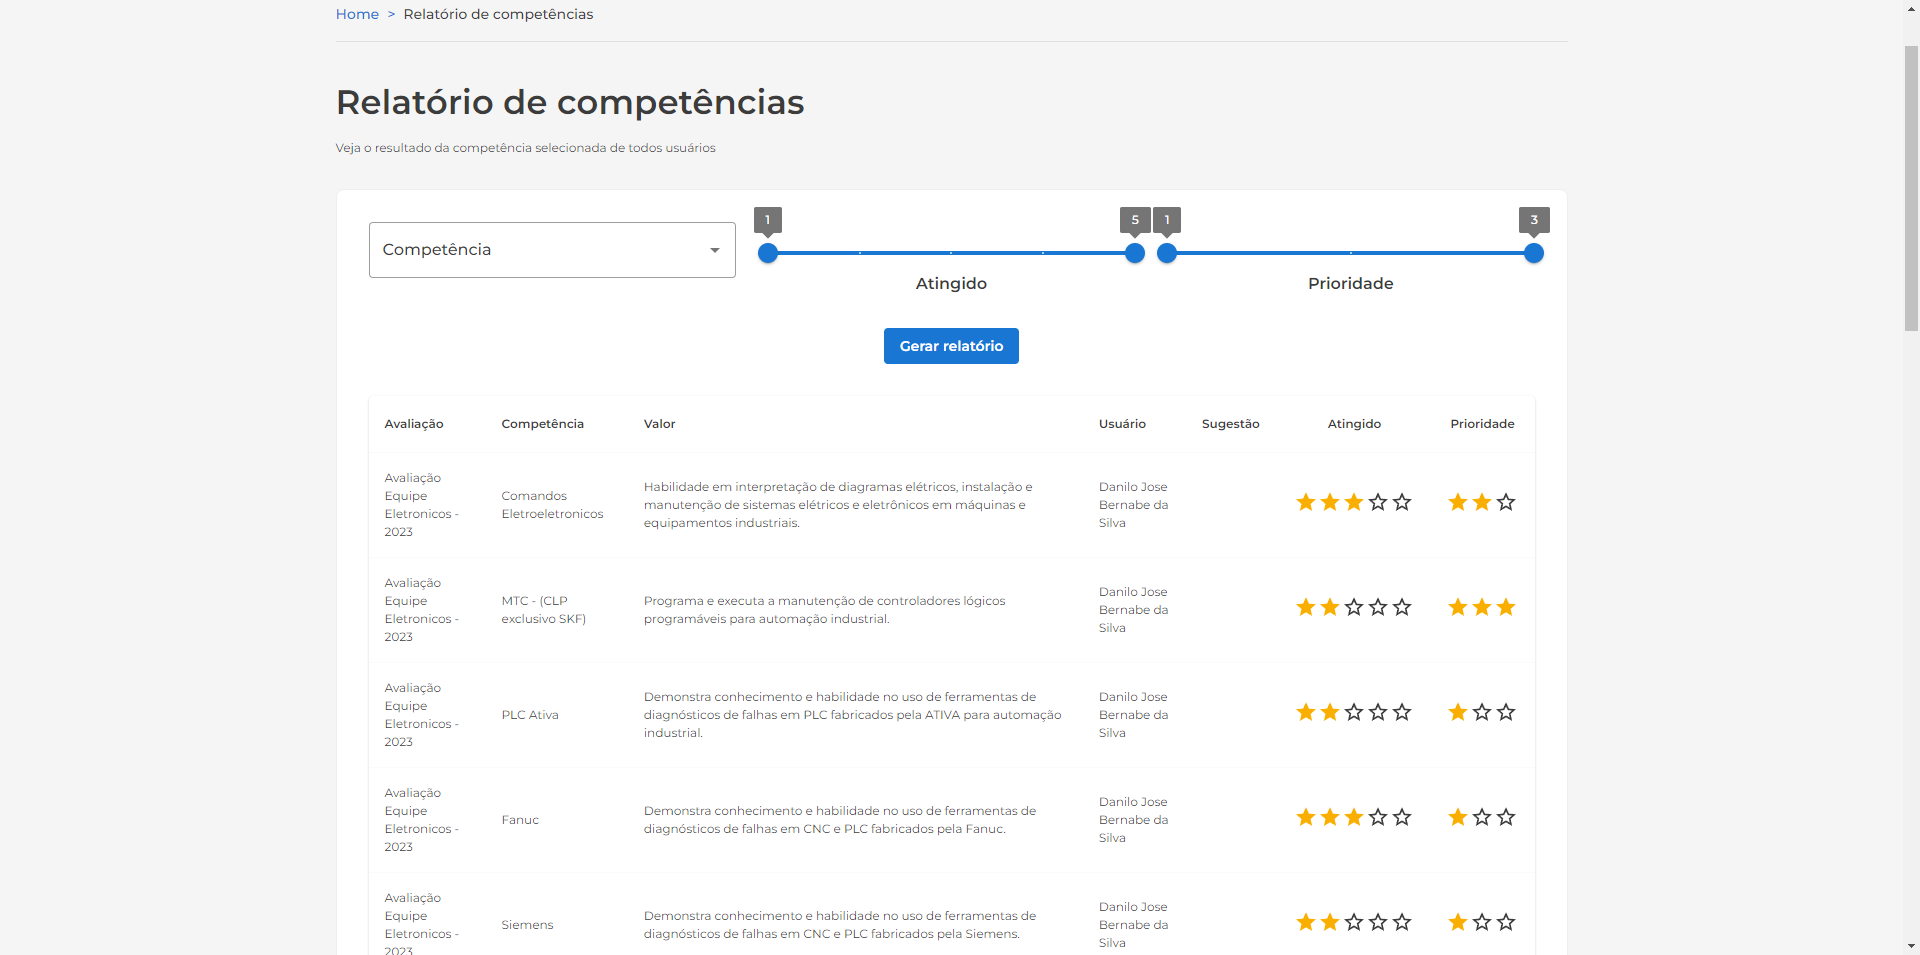 Home > Relatório de competências
Relatório de competências
Veja o resultado da competência selecionada de todos usuários
Competência
1
5
1
3
Atingido
Prioridade
Gerar relatório
Avaliação Competência Valor Usuário Sugestão Atingido Prioridade
Avaliação
Equipe
Eletronicos -
2023
Comandos
Eletroeletronicos
Habilidade em interpretação de diagramas elétricos, instalação e
manutenção de sistemas elétricos e eletrônicos em máquinas e
equipamentos industriais.
Danilo Jose
Bernabe da
Silva
Avaliação
Equipe
Eletronicos -
2023
MTC - (CLP
exclusivo SKF)
Programa e executa a manutenção de controladores lógicos
programáveis para automação industrial.
Danilo Jose
Bernabe da
Silva
Avaliação
Equipe
Eletronicos -
2023
PLC Ativa
Demonstra conhecimento e habilidade no uso de ferramentas de
diagnósticos de falhas em PLC fabricados pela ATIVA para automação
industrial.
Danilo Jose
Bernabe da
Silva
Avaliação
Equipe
Eletronicos -
2023
Fanuc
Demonstra conhecimento e habilidade no uso de ferramentas de
diagnósticos de falhas em CNC e PLC fabricados pela Fanuc.
Danilo Jose
Bernabe da
Silva
Avaliação
Equipe
Eletronicos -
2023
Siemens
Demonstra conhecimento e habilidade no uso de ferramentas de
diagnósticos de falhas em CNC e PLC fabricados pela Siemens.
Danilo Jose
Bernabe da
Silva